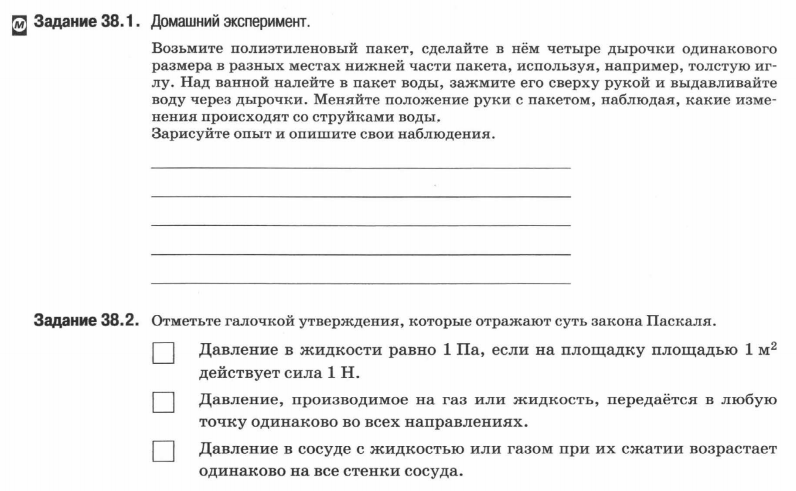 М Задание 38.1. Домашний эксперимент.
Возьмите полиэтиленовый пакет, сделайте в нём четыре дырочки одинакового
размера в разных местах нижней части пакета, используя, например, толстую иг-
лу. Над ванной налейте в пакет воды, зажмите его сверху рукой и выдавливайте
воду через дырочки. Меняйте положение руки с пакетом, наблюдая, какие изме-
нения происходят со струйками воды.
Зарисуйте опыт и опишите свои наблюдения.
Задание 38.2. Отметьте галочкой утверждения, которые отражают суть закона Паскаля.
Давление в жидкости равно 1 Па, если на площадку площадью 1 м²
действует сила 1 Н.
Давление, производимое на газ или жидкость, передаётся в любую
точку одинаково во всех направлениях.
Давление в сосуде с жидкостью или газом при их сжатии возрастает
одинаково на все стенки сосуда.